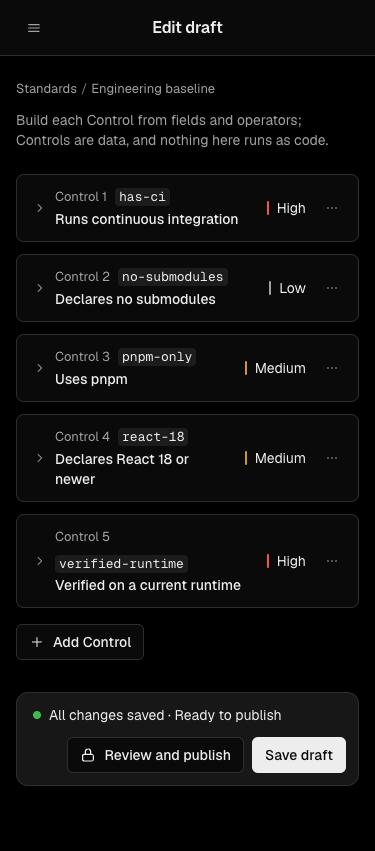 Edit draft
Standards / Engineering baseline
Build each Control from fields and operators;
Controls are data, and nothing here runs as code.
Control 1 has-ci
Runs continuous integration
High
Control 2 no-submodules
Declares no submodules
Low
Control 3 pnpm-only
Uses pnpm
Medium
Control 4 react-18
Declares React 18 or
newer
Medium
Control 5
verified-runtime
Verified on a current runtime
High
Add Control
All changes saved · Ready to publish
Review and publish
Save draft